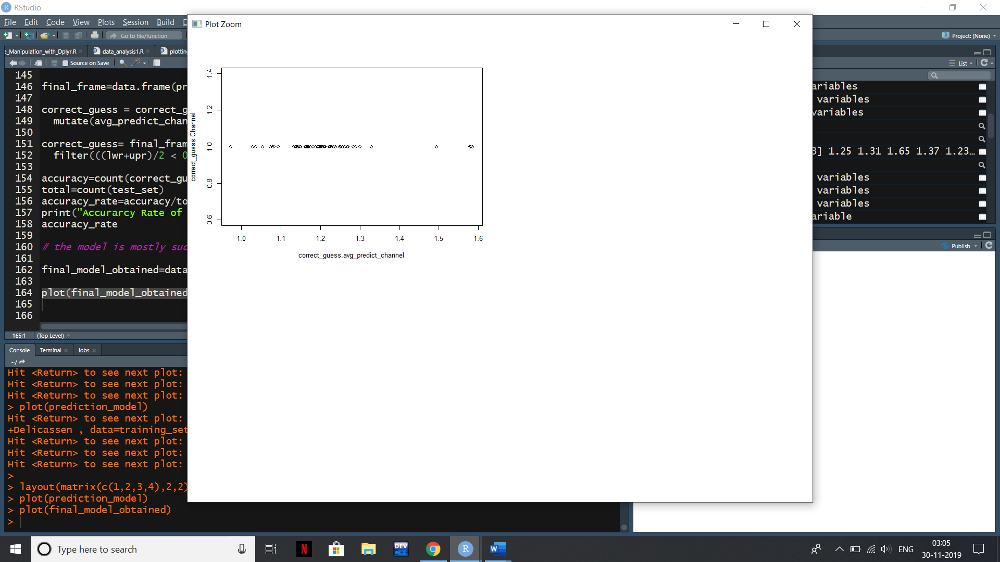 RStudio
File Edit Code View Plots Session Build D
Go to file/function
Project: (None)
a_Manipulation_with_Dplyr.R data_analysis1.R plotting
Source on Save
145
146 final_frame=data.frame(pr
147
148 correct_guess = correct_g
149 mutate(avg_predict_chan
150
151 correct_guess= final_fram
152 filter(((lwr+upr)/2 < 0
153
154 accuracy=count(correct_gu
155 total=count(test_set)
156 accuracy_rate=accuracy/to
157 print("Accurarcy Rate of
158 accuracy_rate
159
160 # the model is mostly suc
161
162 final_model_obtained=data
163
164 plot(final_model_obtained
165
166
165:1 (Top Level)
Console Terminal Jobs
~/
Hit <Return> to see next plot:
Hit <Return> to see next plot:
Hit <Return> to see next plot:
> plot(prediction_model)
Hit <Return> to see next plot:
+Delicassen , data=training_set
Hit <Return> to see next plot:
Hit <Return> to see next plot:
Hit <Return> to see next plot:
>
> layout(matrix(c(1,2,3,4),2,2)
> plot(prediction_model)
> plot(final_model_obtained)
>
Plot Zoom
correct_guess.Channel
1.4
1.2
1.0
0.8
0.6
1.0 1.1 1.2 1.3 1.4 1.5 1.6
correct_guess.avg_predict_channel
List
ariables
variables
variables
3] 1.25 1.31 1.65 1.37 1.23...
variables
variables
variables
ariable
Publish
Type here to search
N
DEV C++
R
W
ENG
03:05
30-11-2019